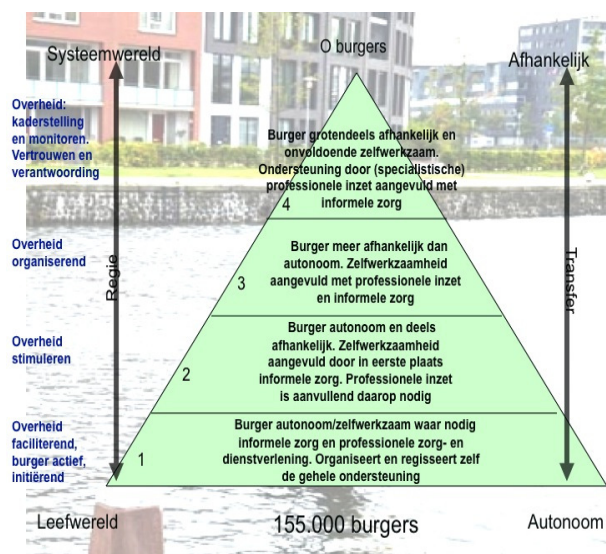 O burgers
Systeemwereld
Afhankelijk
Overheid:
kaderstelling
en monitoren.
Vertrouwen en
verantwoording
Burger grotendeels afhankelijk en
onvoldoende zelfwerkzaam.
Ondersteuning door (specialistische)
professionele inzet aangevuld met
informele zorg
4
Overheid
organiserend
Regie
Burger meer afhankelijk dan
autonoom. Zelfwerkzaamheid
aangevuld met professionele inzet
en informele zorg
3
Transfer
Overheid
stimuleren
Burger autonoom en deels
afhankelijk. Zelfwerkzaamheid
aangevuld door in eerste plaats
informele zorg. Professionele inzet
is aanvullend daarop nodig
2
Overheid
faciliterend,
burger actief,
initiërend
1
Burger autonoom/zelfwerkzaam waar nodig
informele zorg en professionele zorg- en
dienstverlening. Organiseert en regisseert zelf
de gehele ondersteuning
Leefwereld
155.000 burgers
Autonoom